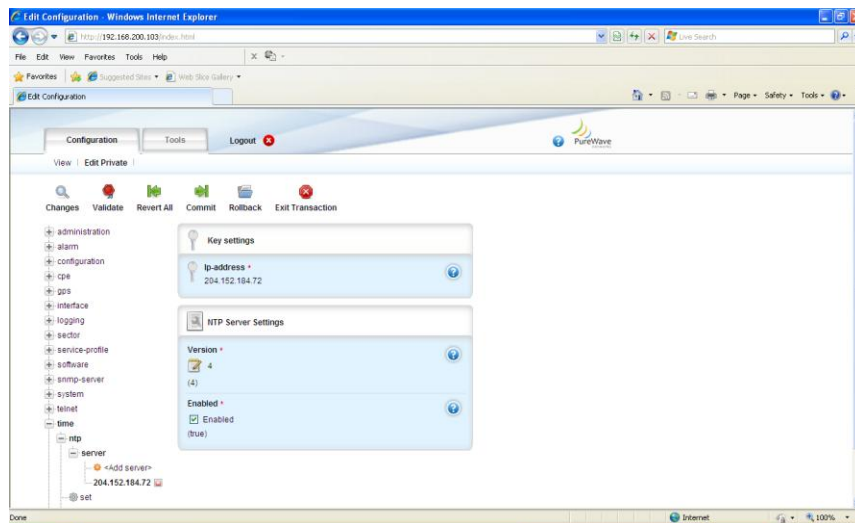 Edit Configuration - Windows Internet Explorer
http://192.168.200.103/index.html
Live Search
File Edit View Favorites Tools Help
Favorites Suggested Sites Web Slice Gallery
Edit Configuration
Page Safety Tools
Configuration Tools Logout
PureWave
View Edit Private
Changes Validate Revert All Commit Rollback Exit Transaction
administration
alarm
configuration
cpe
gps
interface
logging
sector
service-profile
software
snmp-server
system
telnet
time
ntp
server
<Add server>
204.152.184.72
set
Key settings
Ip-address *
204.152.184.72
NTP Server Settings
Version *
4
(4)
Enabled *
Enabled
(true)
Done
Internet
100%